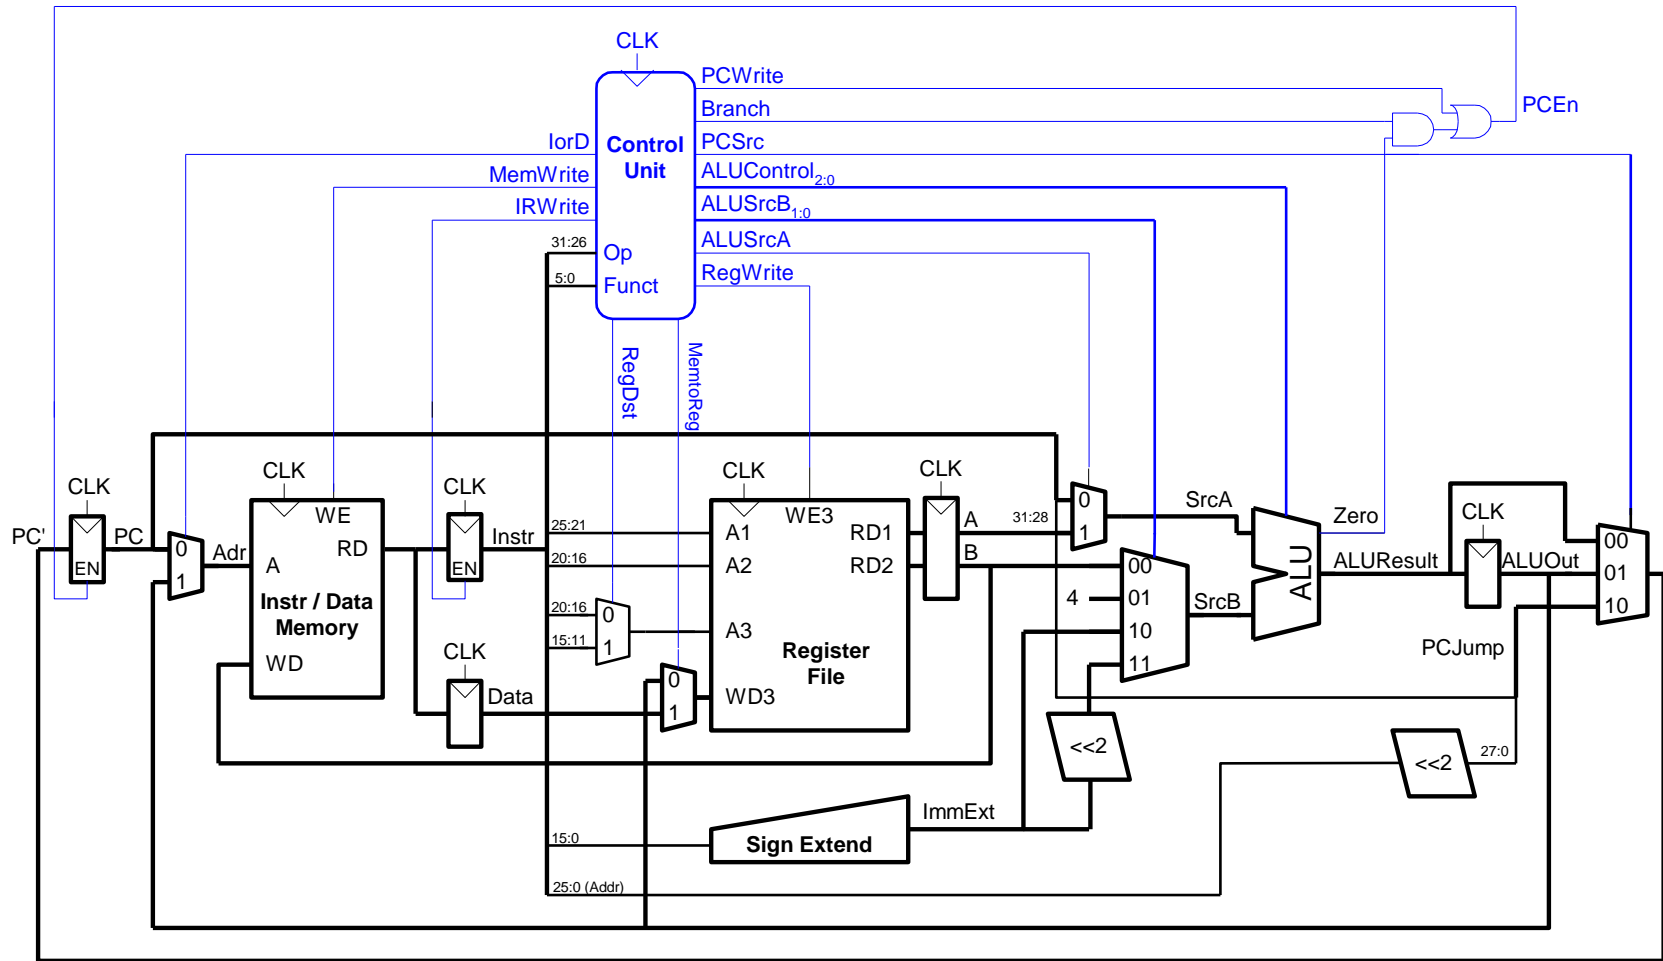 CLK
PCWrite
Branch
PCEn
IorD
Control
Unit
PCSrc
MemWrite
ALUControl2:0
IRWrite
ALUSrcB1:0
31:26
Op
ALUSrcA
5:0
Funct
RegWrite
RegDst
MemtoReg
CLK
CLK
CLK
CLK
CLK
CLK
PC'
PC
EN
0
1
Adr
WE
A
RD
Instr / Data
Memory
WD
EN
Instr
CLK
Data
25:21
20:16
20:16
15:11
0
1
0
1
WE3
A1
RD1
A2
RD2
A3
Register
File
WD3
A
B
31:28
0
1
SrcA
00
4
01
10
11
SrcB
ALU
Zero
ALUResult
ALUOut
00
01
10
PCJump
<<2
<<2
27:0
ImmExt
15:0
Sign Extend
25:0 (Addr)